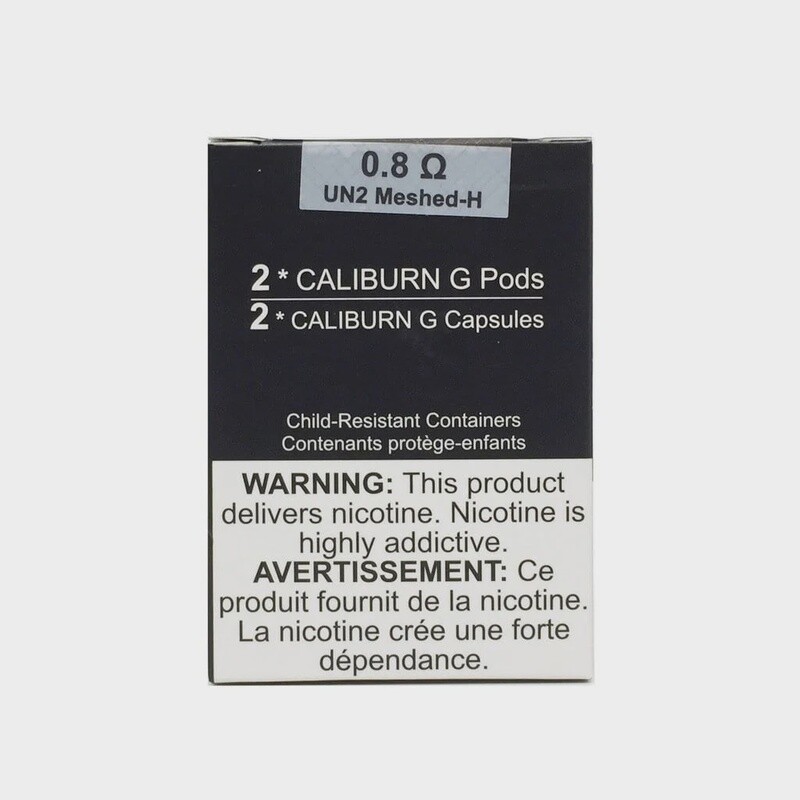 0.8 Ω
UN2 Meshed-H
2 * CALIBURN G Pods
2 * CALIBURN G Capsules
Child-Resistant Containers
Contenants protège-enfants
WARNING: This product
delivers nicotine. Nicotine is
highly addictive.
AVERTISSEMENT: Ce
produit fournit de la nicotine.
La nicotine crée une forte
dépendance.